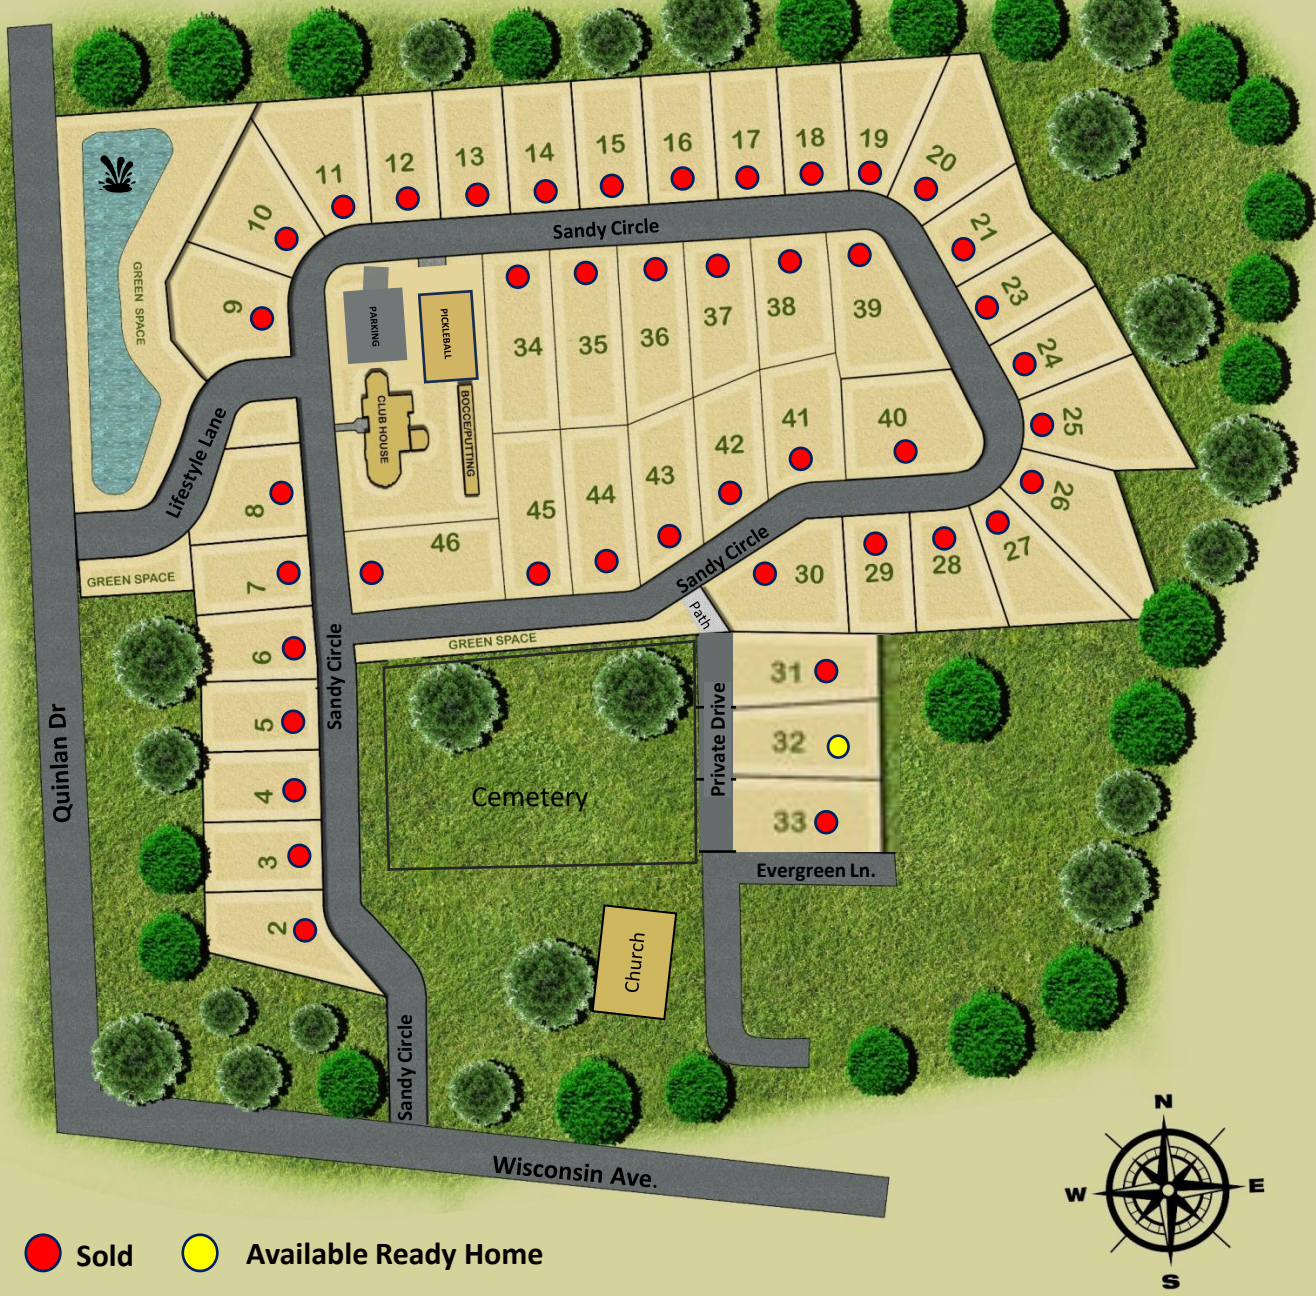 11
12
13
14
15
16
17
18
19
20
10
Sandy Circle
21
GREEN SPACE
9
23
PARKING
PICKLEBALL
34
35
36
37
38
39
24
CLUB HOUSE
BOCCE/PUTTING
Lifestyle Lane
43
42
41
40
25
8
45
44
26
46
Sandy Circle
27
28
29
30
7
GREEN SPACE
Path
GREEN SPACE
6
Sandy Circle
31
5
Private Drive
32
Quinlan Dr
4
Cemetery
33
3
Evergreen Ln.
2
Church
Sandy Circle
Wisconsin Ave.
N
W
E
S
Sold
Available Ready Home